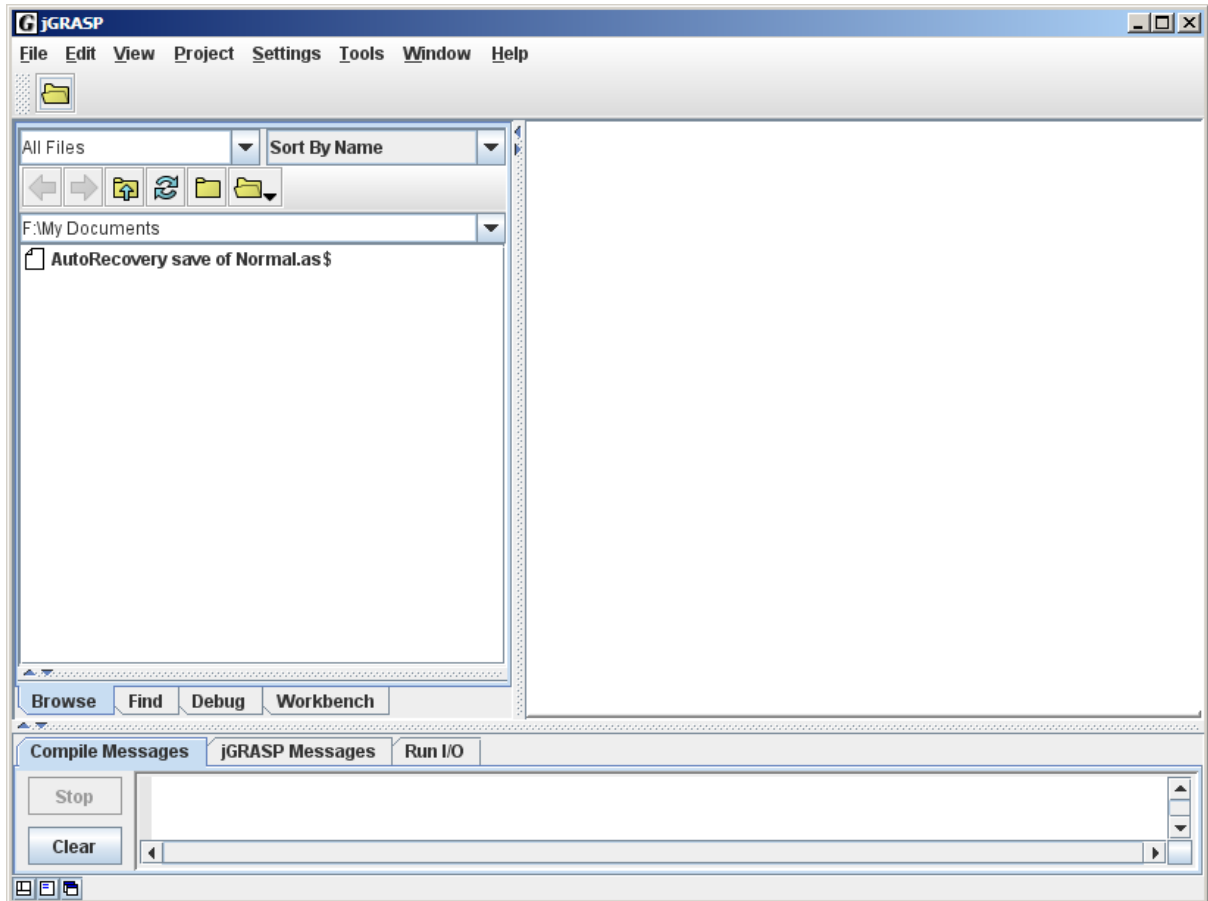 jGRASP
File Edit View Project Settings Tools Window Help
All Files Sort By Name
F:\My Documents
AutoRecovery save of Normal.as$
Browse Find Debug Workbench
Compile Messages jGRASP Messages Run I/O
Stop
Clear